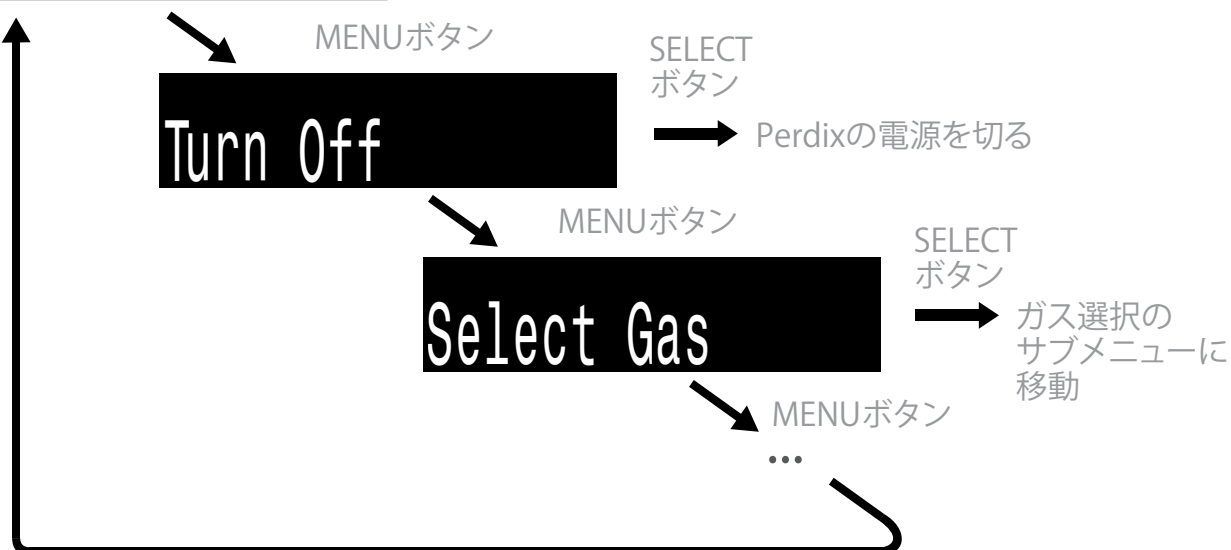 MENUボタン
SELECT
ボタン
Turn Off
Perdixの電源を切る
MENUボタン
SELECT
ボタン
Select Gas
ガス選択の
サブメニューに
移動
MENUボタン
...